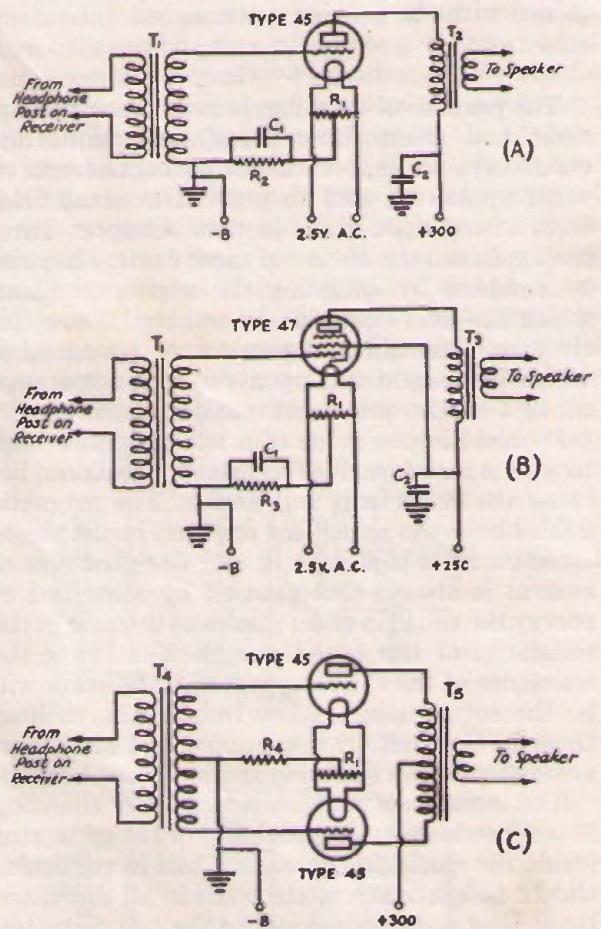 TYPE 45
T₁
T₂
From
Headphone
Post on
Receiver
To Speaker
R₁
C₁
R₂
C₂
(A)
-B
2.5V. A.C.
+300
TYPE 47
T₁
T₃
From
Headphone
Post on
Receiver
To Speaker
R₁
C₁
R₃
C₂
(B)
-B
2.5V. A.C.
+250
TYPE 45
T₄
T₅
From
Headphone
Post on
Receiver
To Speaker
R₄
R₁
(C)
TYPE 45
-B
+300